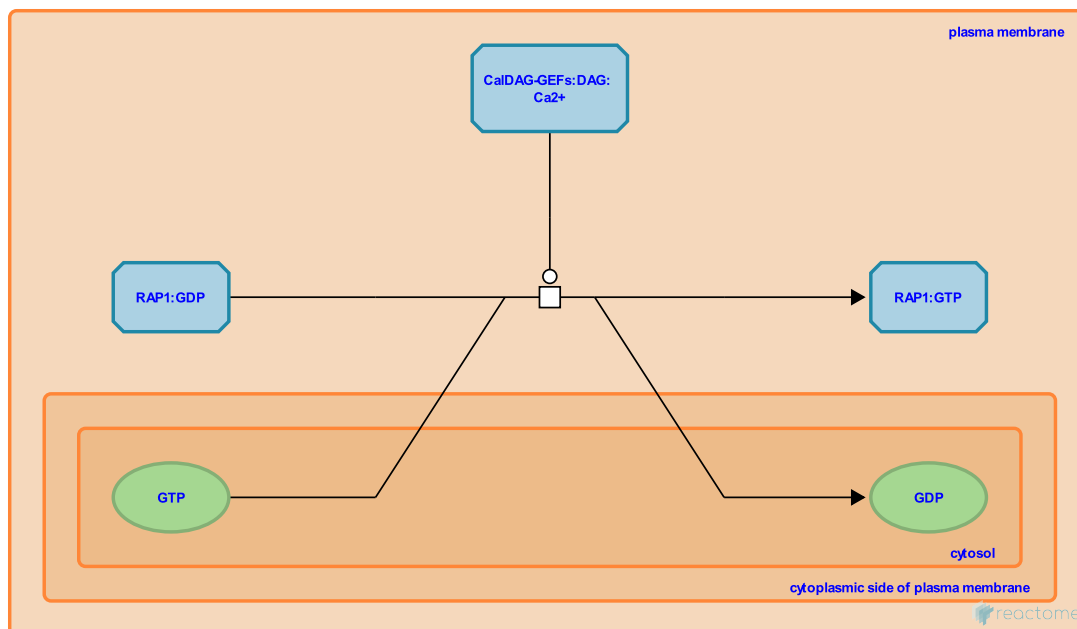 plasma membrane
CalDAG-GEFs:DAG:
Ca2+
RAP1:GDP
RAP1:GTP
GTP
GDP
cytosol
cytoplasmic side of plasma membrane
reactome